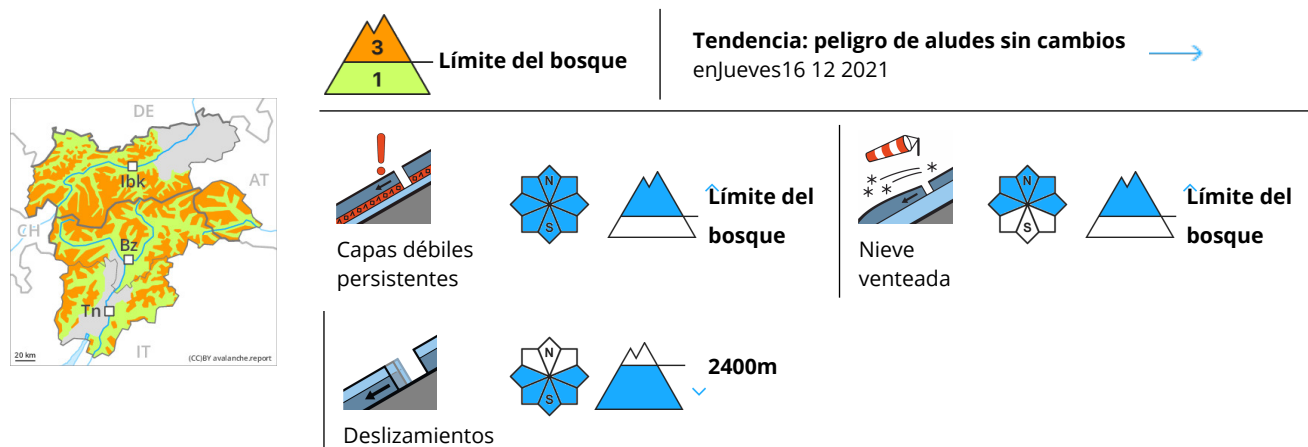 3
1
Límite del bosque
Tendencia: peligro de aludes sin cambios
enJueves16 12 2021
DE
AT
CH
IT
Ibk
Bz
Tn
20 km
(CC)BY avalanche.report
N
S
Límite del
bosque
Capas débiles
persistentes
N
S
Límite del
bosque
Nieve
venteada
N
S
2400m
Deslizamientos